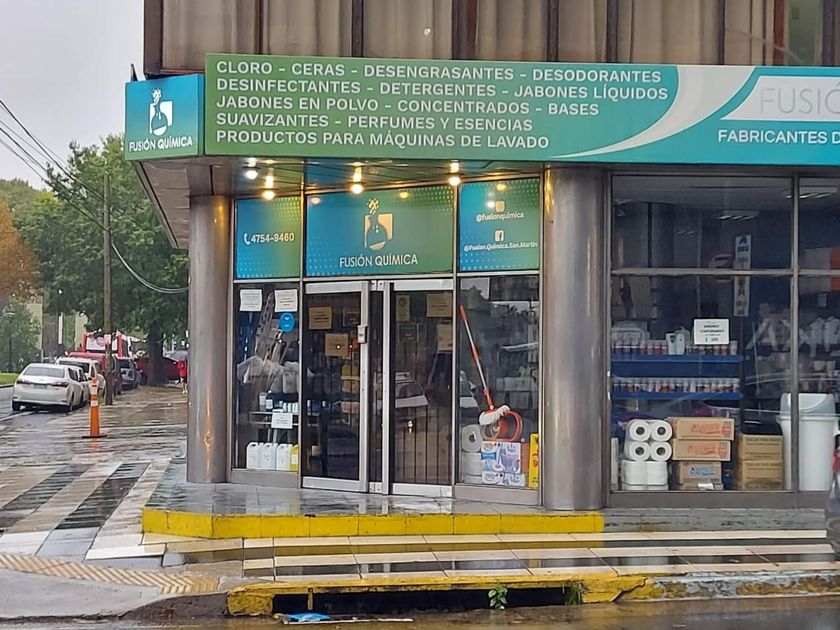 CLORO - CERAS - DESENGRASANTES - DESODORANTES
DESINFECTANTES - DETERGENTES - JABONES LÍQUIDOS
JABONES EN POLVO - CONCENTRADOS - BASES
SUAVIZANTES - PERFUMES Y ESENCIAS
PRODUCTOS PARA MÁQUINAS DE LAVADO
FUSIÓN QUÍMICA
FUSIÓ
FABRICANTES D
4754-9460
FUSIÓN QUÍMICA
@fusionquimica
@Fusion.Quimica.San.Martin